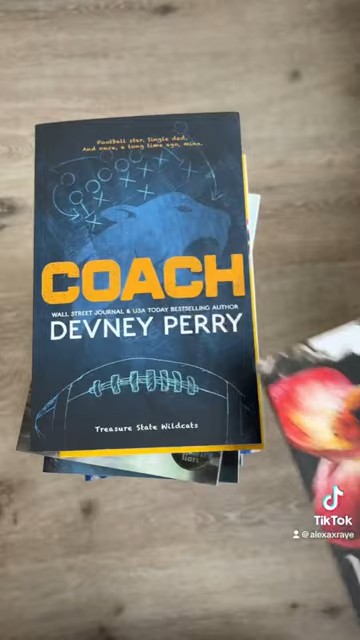 Football star. Single dad.
And once, a long time ago, mine.
COACH
WALL STREET JOURNAL & USA TODAY BESTSELLING AUTHOR
DEVNEY PERRY
Treasure State Wildcats
TikTok
@alexaxraye